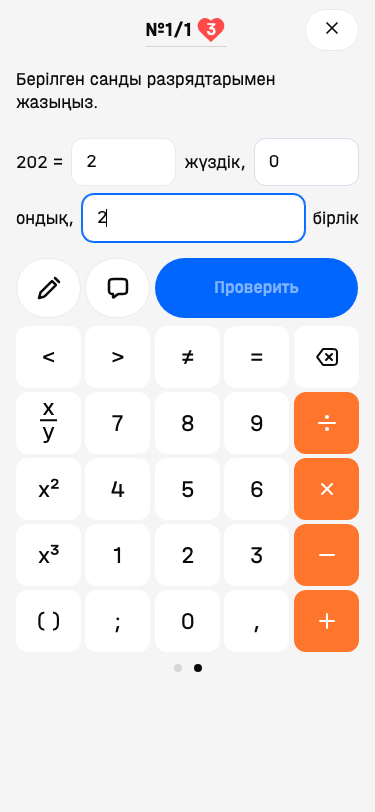 №1/1 3
Берілген санды разрядтарымен
жазыңыз.
202 = 2 жүздік, 0
ондық, 2 бірлік
Проверить
< > ≠ =
x/y 7 8 9 ÷
x² 4 5 6 ×
x³ 1 2 3 −
( ) ; 0 , +